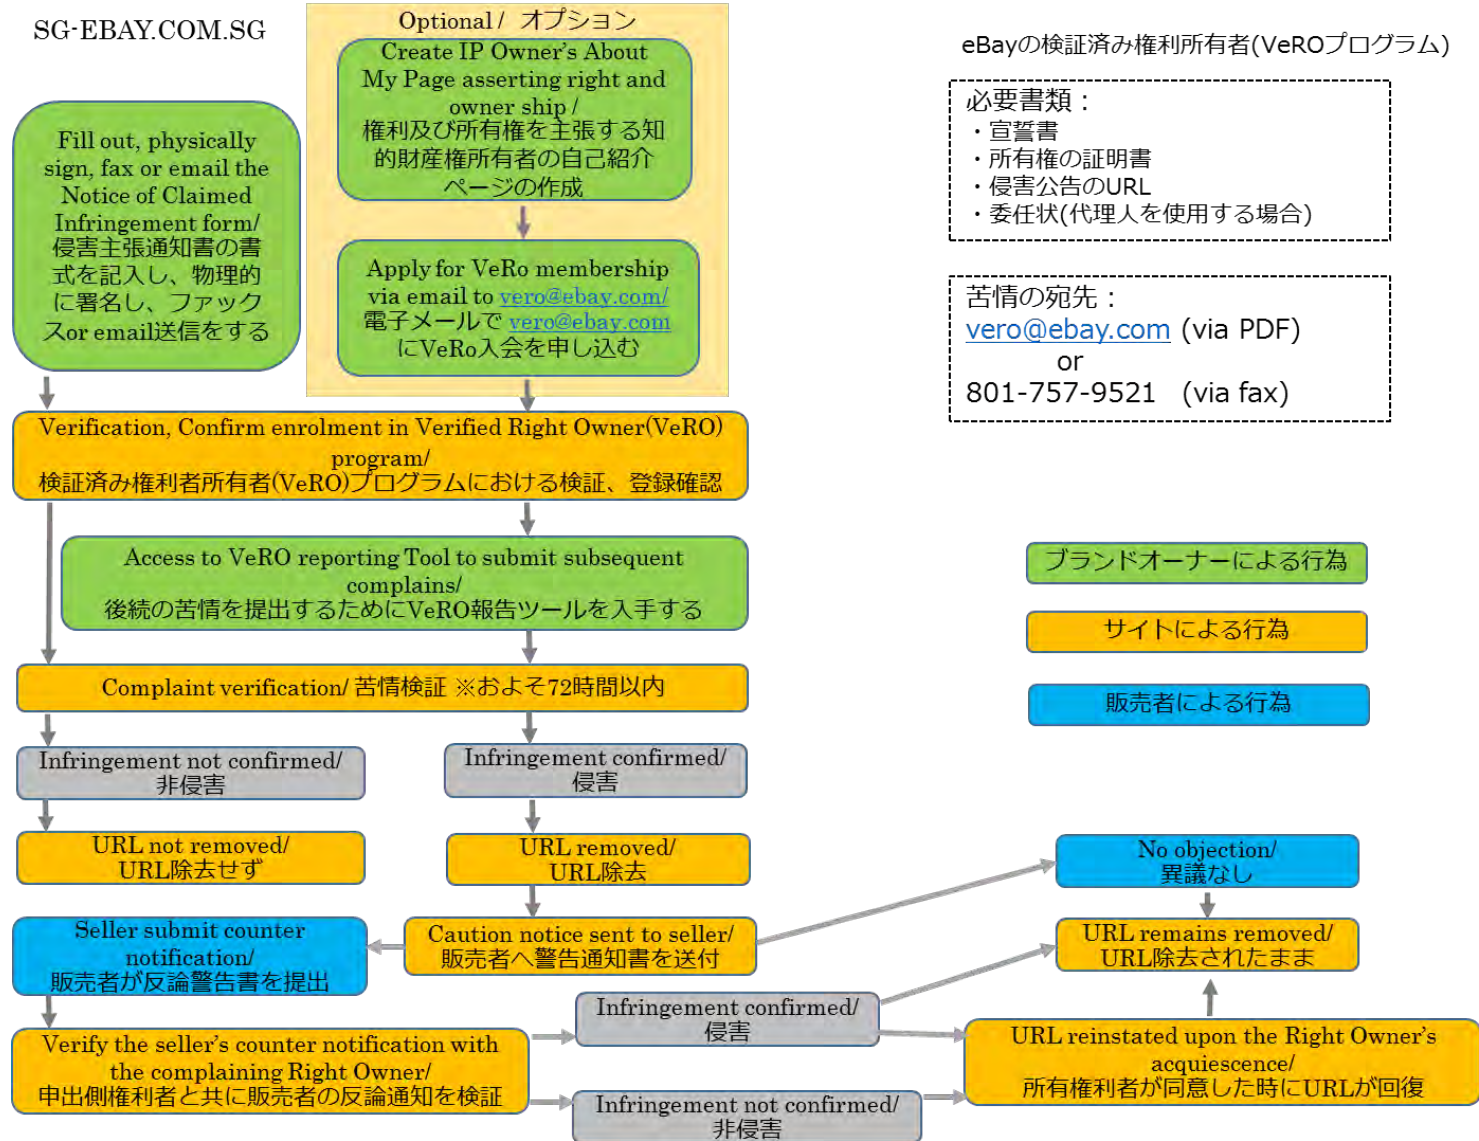 SG-EBAY.COM.SG
Optional / オプション
Create IP Owner's About
My Page asserting right and
owner ship /
権利及び所有権を主張する知
的財産権所有者の自己紹介
ページの作成
Fill out, physically
sign, fax or email the
Notice of Claimed
Infringement form/
侵害主張通知書の書
式を記入し、物理的
に署名し、ファック
スor email送信をする
Apply for VeRo membership
via email to vero@ebay.com/
電子メールで vero@ebay.com
にVeRo入会を申し込む
eBayの検証済み権利所有者(VeROプログラム)
必要書類：
・宣誓書
・所有権の証明書
・侵害公告のURL
・委任状(代理人を使用する場合)
苦情の宛先：
vero@ebay.com (via PDF)
or
801-757-9521 (via fax)
Verification, Confirm enrolment in Verified Right Owner(VeRO)
program/
検証済み権利者所有者(VeRO)プログラムにおける検証、登録確認
Access to VeRO reporting Tool to submit subsequent
complains/
後続の苦情を提出するためにVeRO報告ツールを入手する
ブランドオーナーによる行為
サイトによる行為
販売者による行為
Complaint verification/ 苦情検証 ※およそ72時間以内
Infringement not confirmed/
非侵害
Infringement confirmed/
侵害
URL not removed/
URL除去せず
URL removed/
URL除去
No objection/
異議なし
Seller submit counter
notification/
販売者が反論警告書を提出
Caution notice sent to seller/
販売者へ警告通知書を送付
URL remains removed/
URL除去されたまま
Infringement confirmed/
侵害
Verify the seller's counter notification with
the complaining Right Owner/
申出側権利者と共に販売者の反論通知を検証
URL reinstated upon the Right Owner's
acquiescence/
所有権利者が同意した時にURLが回復
Infringement not confirmed/
非侵害